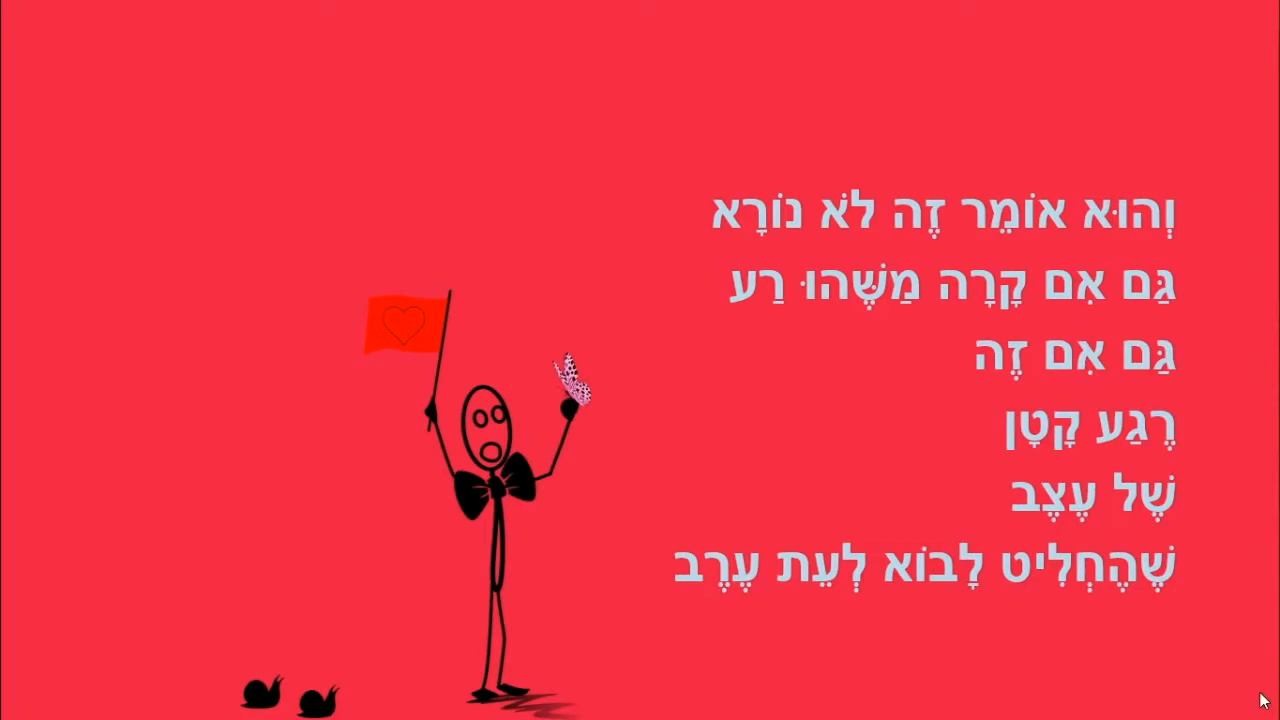 וְהוּא אוֹמֵר זֶה לֹא נוֹרָא
גַּם אִם קָרָה מַשֶּׁהוּ רַע
גַּם אִם זֶה
רֶגַע קָטָן
שֶׁל עֶצֶב
שֶׁהֶחְלִיט לָבוֹא לְעֵת עֶרֶב